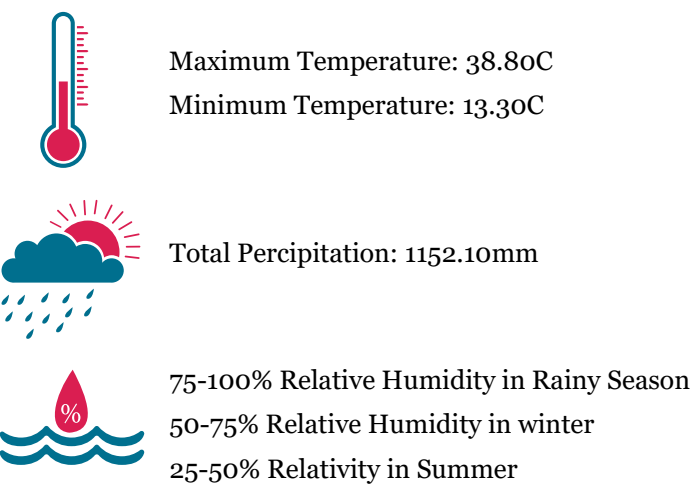 Maximum Temperature: 38.80C
Minimum Temperature: 13.30C
Total Percipitation: 1152.10mm
75-100% Relative Humidity in Rainy Season
%
50-75% Relative Humidity in winter
25-50% Relativity in Summer